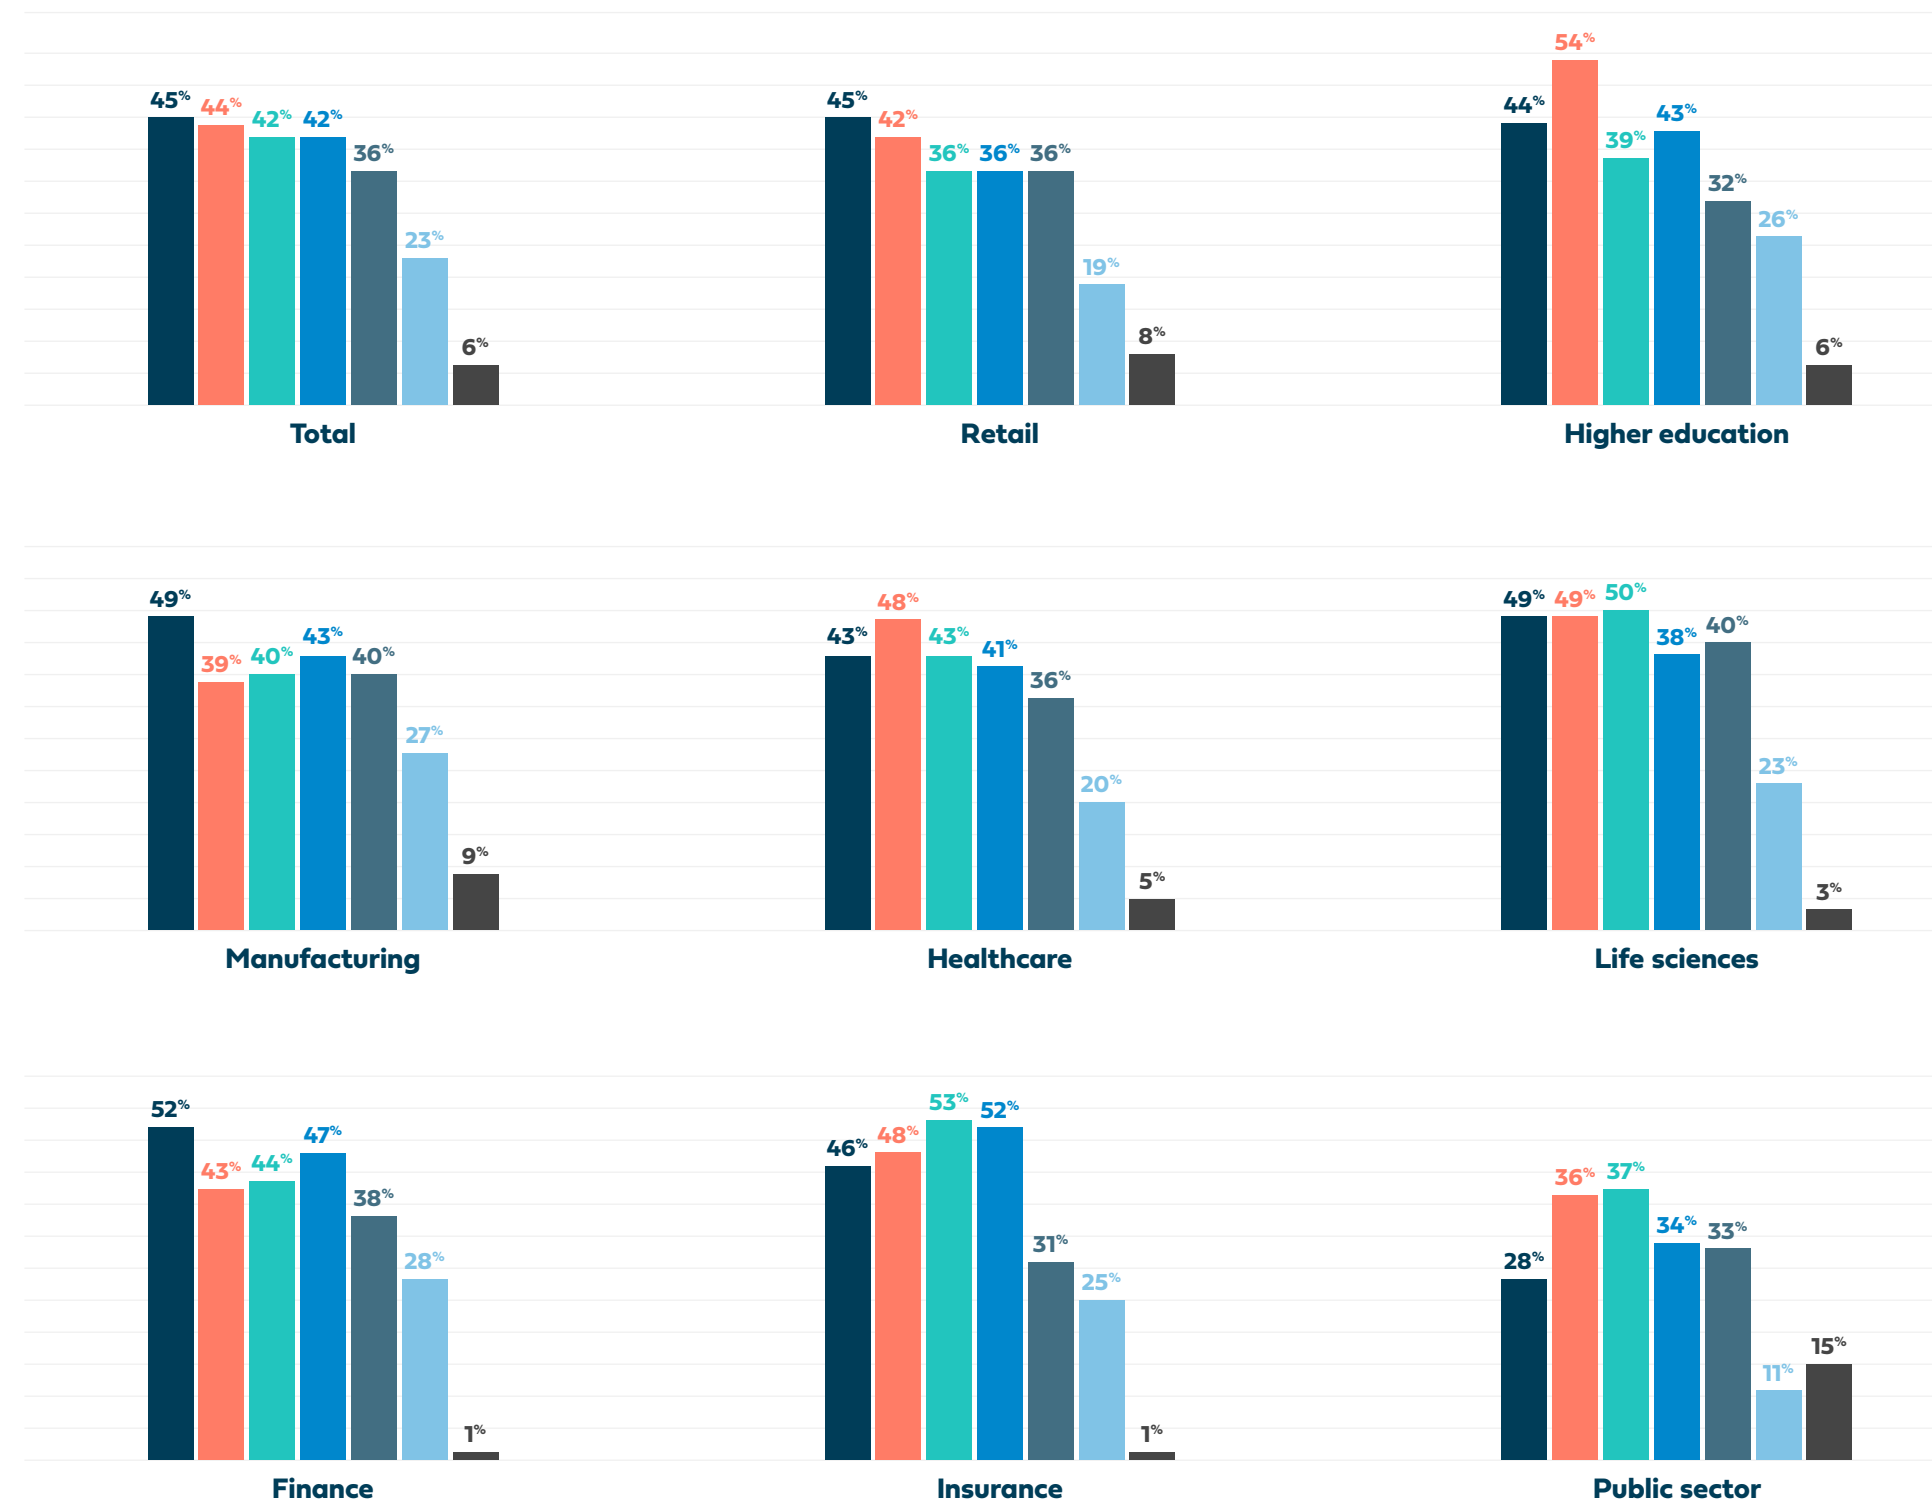 54%
45% 44% 42% 42% 36% 23% 6%
45% 42% 36% 36% 36% 19% 8%
44% 39% 43% 32% 26% 6%
Total Retail Higher education
49% 39% 40% 43% 40% 27% 9%
43% 48% 43% 41% 36% 20% 5%
49% 49% 50% 38% 40% 23% 3%
Manufacturing Healthcare Life sciences
52% 43% 44% 47% 38% 28% 1%
46% 48% 53% 52% 31% 25% 1%
28% 36% 37% 34% 33% 11% 15%
Finance Insurance Public sector